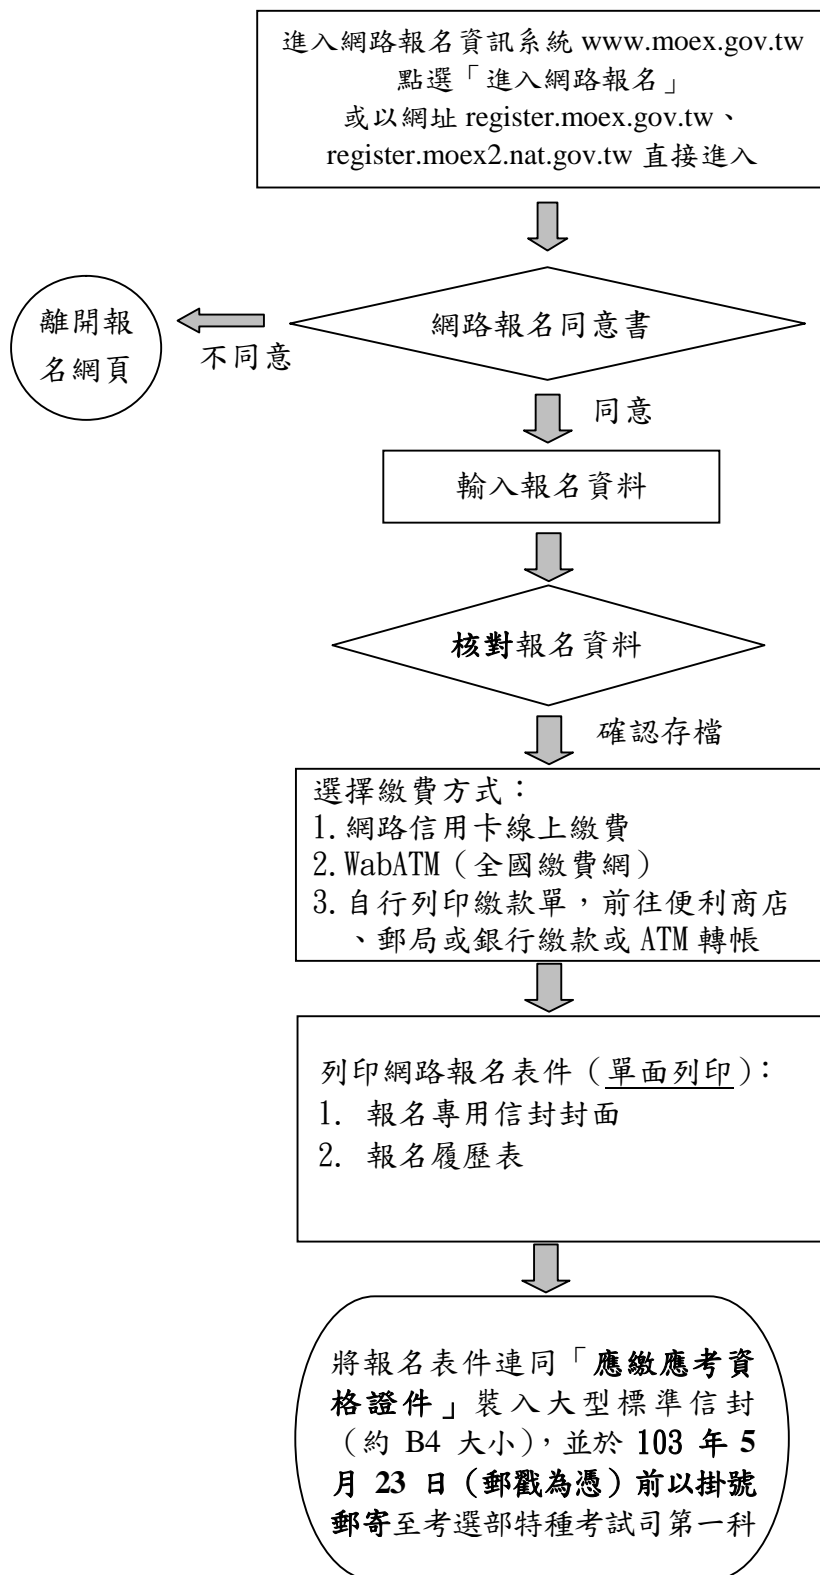 進入網路報名資訊系統 www.moex.gov.tw
點選「進入網路報名」
或以網址 register.moex.gov.tw、
register.moex2.nat.gov.tw 直接進入
網路報名同意書
離開報
名網頁
不同意
同意
輸入報名資料
核對報名資料
確認存檔
選擇繳費方式：
1.網路信用卡線上繳費
2.WabATM（全國繳費網）
3.自行列印繳款單，前往便利商店
、郵局或銀行繳款或 ATM 轉帳
列印網路報名表件（單面列印）：
1. 報名專用信封封面
2. 報名履歷表
將報名表件連同「應繳應考資
格證件」裝入大型標準信封
（約 B4 大小），並於 103 年 5
月 23 日（郵戳為憑）前以掛號
郵寄至考選部特種考試司第一科